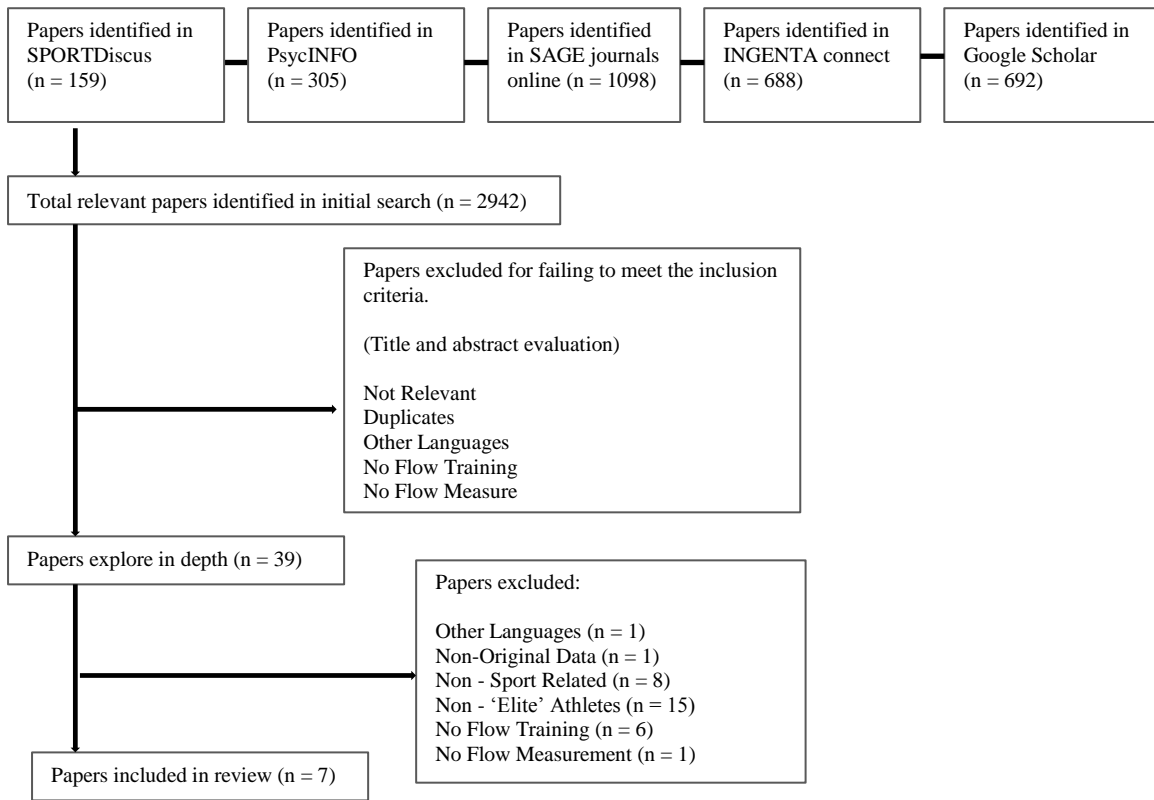 Papers identified in
SPORTDiscus
(n = 159)
Papers identified in
PsycINFO
(n = 305)
Papers identified
in SAGE journals
online (n = 1098)
Papers identified in
INGENTA connect
(n = 688)
Papers identified in
Google Scholar
(n = 692)
Total relevant papers identified in initial search (n = 2942)
Papers excluded for failing to meet the inclusion
criteria.
(Title and abstract evaluation)
Not Relevant
Duplicates
Other Languages
No Flow Training
No Flow Measure
Papers explore in depth (n = 39)
Papers excluded:
Other Languages (n = 1)
Non-Original Data (n = 1)
Non - Sport Related (n = 8)
Non - ‘Elite’ Athletes (n = 15)
No Flow Training (n = 6)
No Flow Measurement (n = 1)
Papers included in review (n = 7)